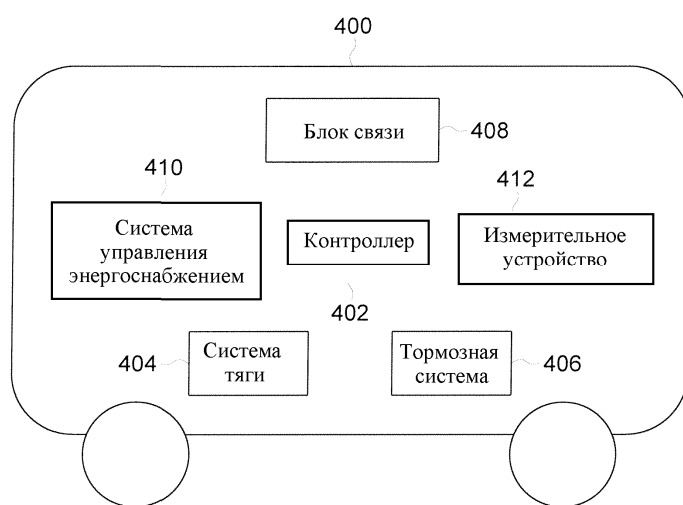 400
Блок связи
408
410
412
Система
управления
энергоснабжением
Контроллер
Измерительное
устройство
402
404
Система
тяги
Тормозная
система
406